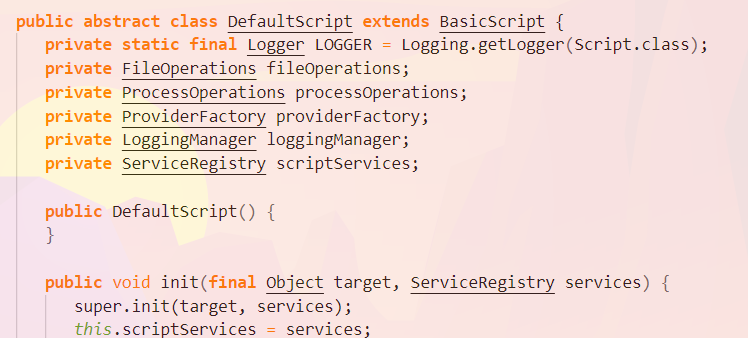 public abstract class DefaultScript extends BasicScript {
private static final Logger LOGGER = Logging.getLogger(Script.class);
private FileOperations fileOperations;
private ProcessOperations processOperations;
private ProviderFactory providerFactory;
private LoggingManager loggingManager;
private ServiceRegistry scriptServices;
public DefaultScript() {
}
public void init(final Object target, ServiceRegistry services) {
super.init(target, services);
this.scriptServices = services;